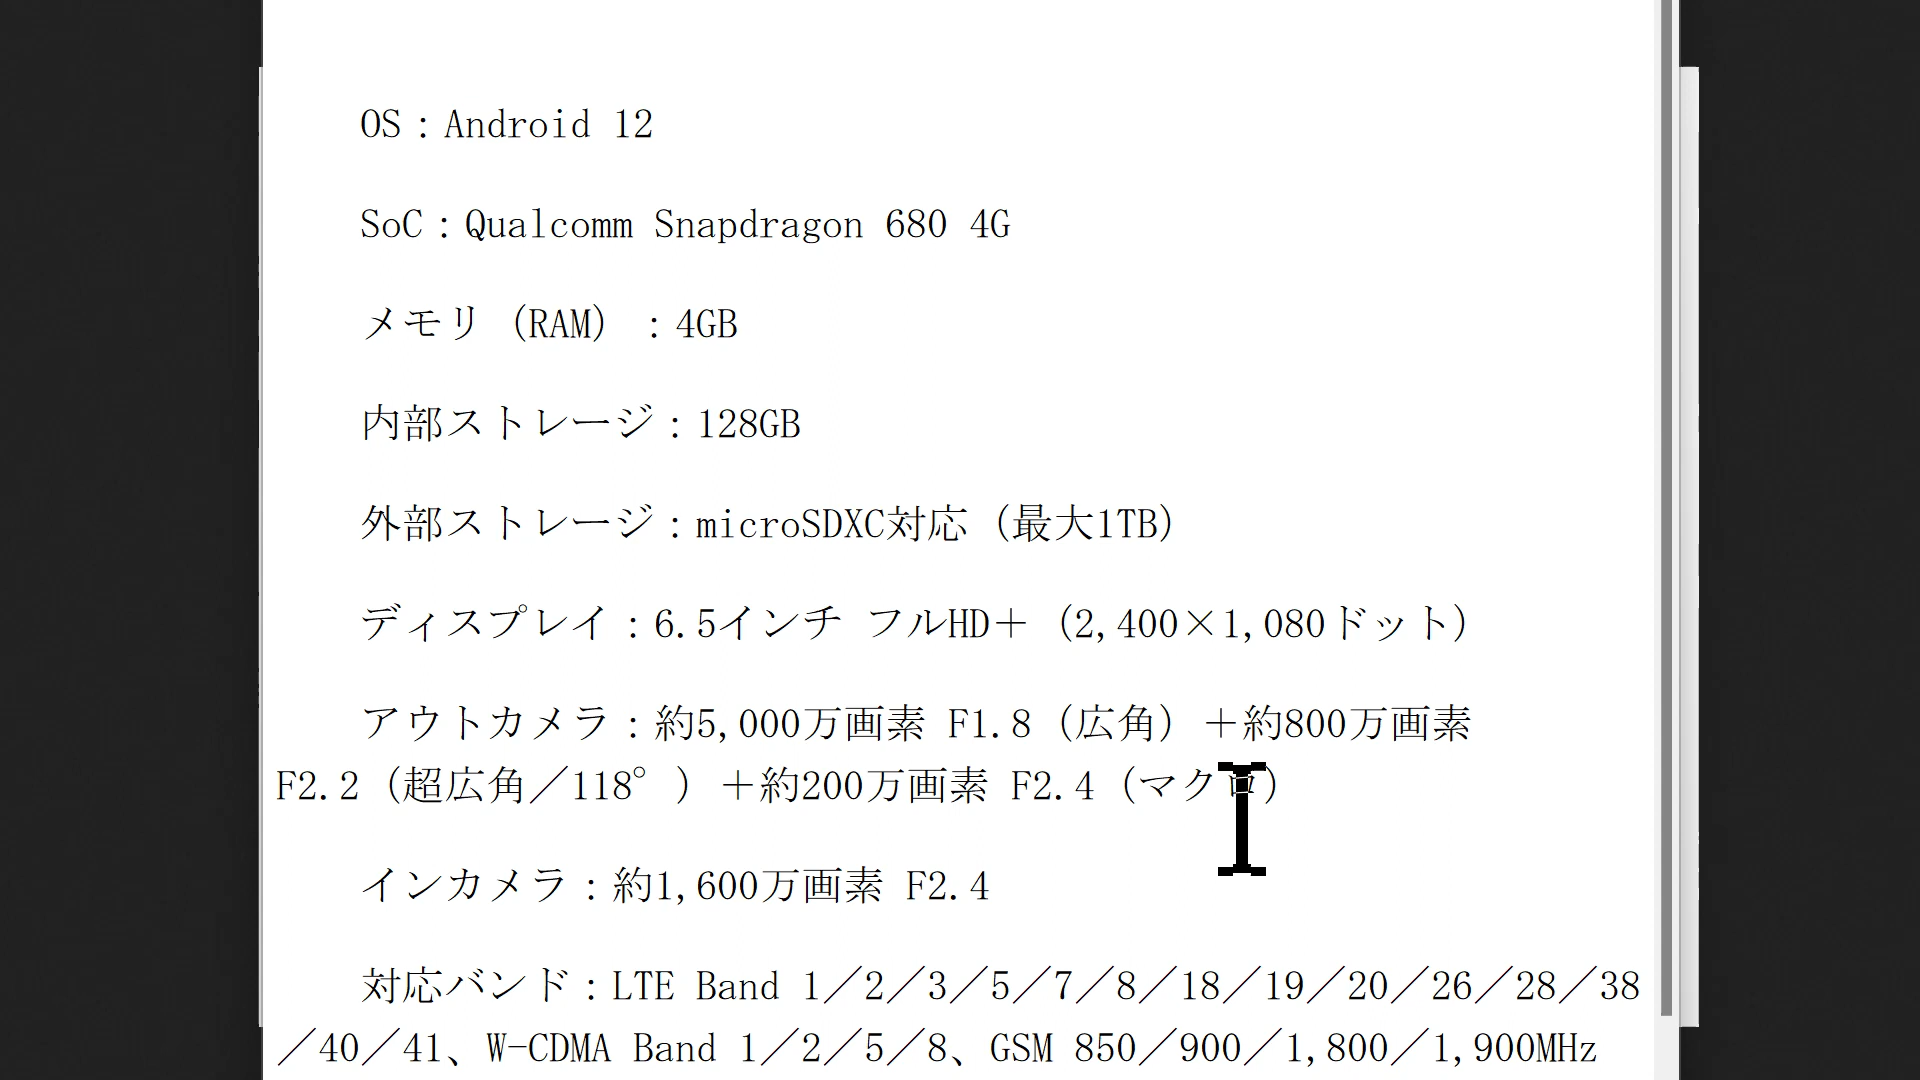 OS：Android 12
SoC：Qualcomm Snapdragon 680 4G
メモリ（RAM）：4GB
内部ストレージ：128GB
外部ストレージ：microSDXC対応（最大1TB）
ディスプレイ：6.5インチ フルHD＋（2,400×1,080ドット）
アウトカメラ：約5,000万画素 F1.8（広角）＋約800万画素
F2.2（超広角／118°）＋約200万画素 F2.4（マクロ）
インカメラ：約1,600万画素 F2.4
対応バンド：LTE Band 1／2／3／5／7／8／18／19／20／26／28／38
／40／41、W-CDMA Band 1／2／5／8、GSM 850／900／1,800／1,900MHz